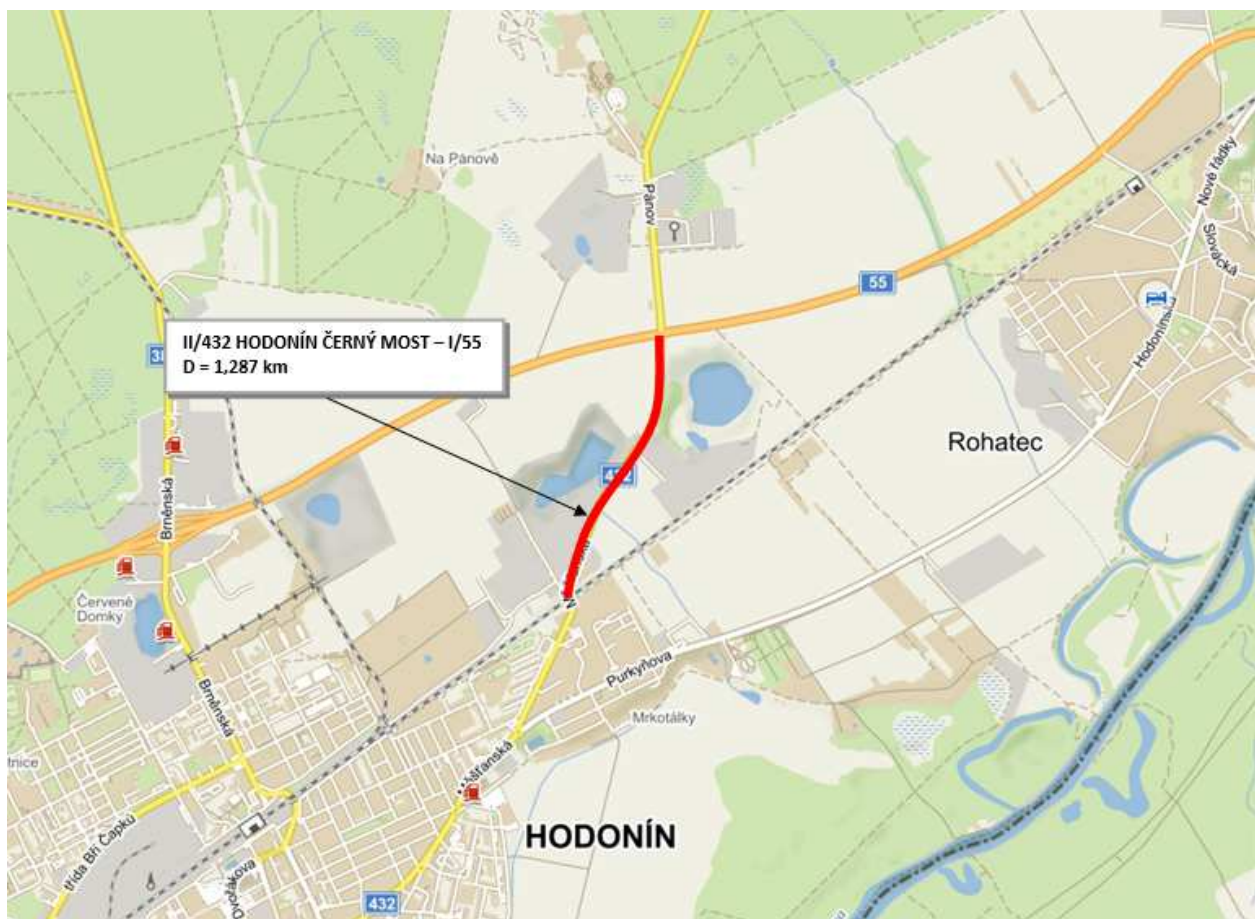 Na Pánově
Pánov
Nové řádky
Slovácká
55
Hodonínská
II/432 HODONÍN ČERNÝ MOST – I/55
D = 1,287 km
Rohatec
Brněnská
Červené
Domky
Purkyňova
Brněnská
Mrkotálky
Měšťanská
HODONÍN
třída Bří Čapků
Dvořákova
432